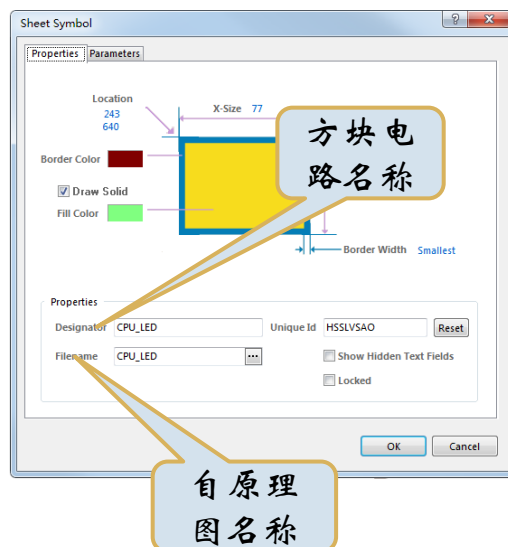 Sheet Symbol
Properties Parameters
Location
243
640
X-Size 77
方块电
路名称
Border Color
Draw Solid
Fill Color
Border Width Smallest
Properties
Designator CPU_LED Unique Id HSSLVSAO Reset
Filename CPU_LED ... Show Hidden Text Fields
Locked
OK Cancel
自原理
图名称